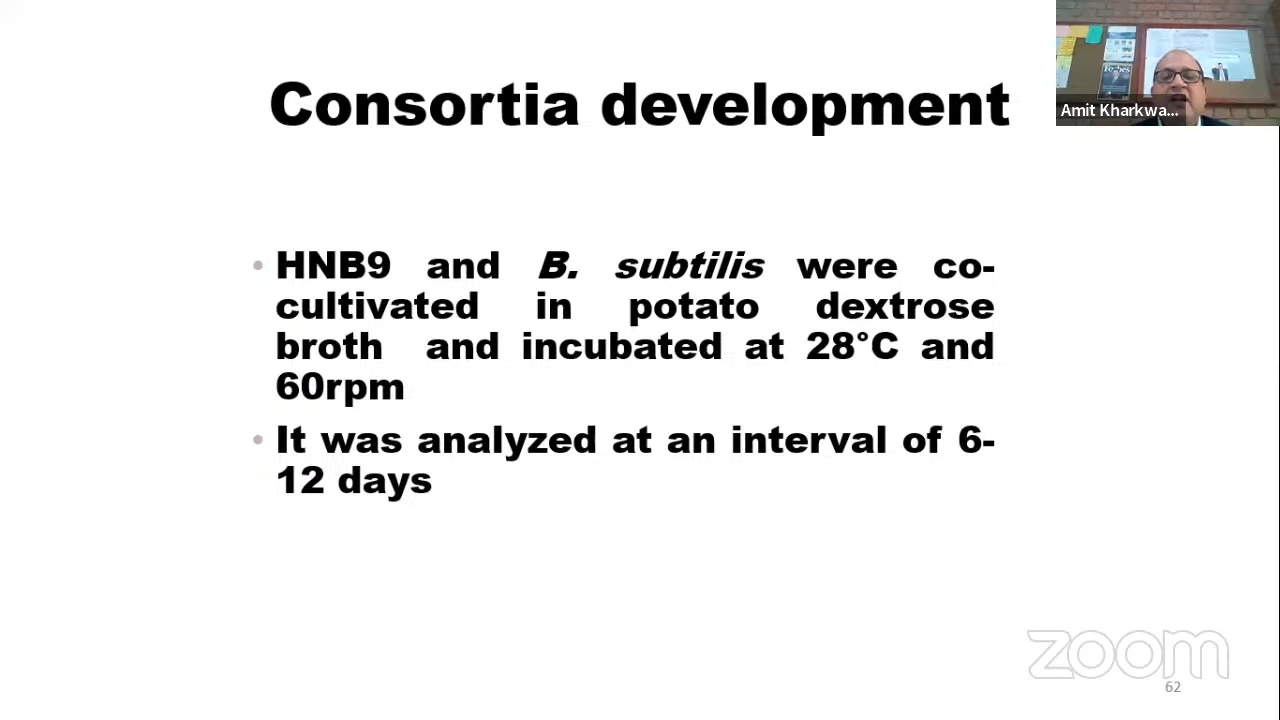 Consortia development
Amit Kharkwa...
• HNB9 and B. subtilis were co-
cultivated in potato dextrose
broth and incubated at 28°C and
60rpm
• It was analyzed at an interval of 6-
12 days
zoom
62